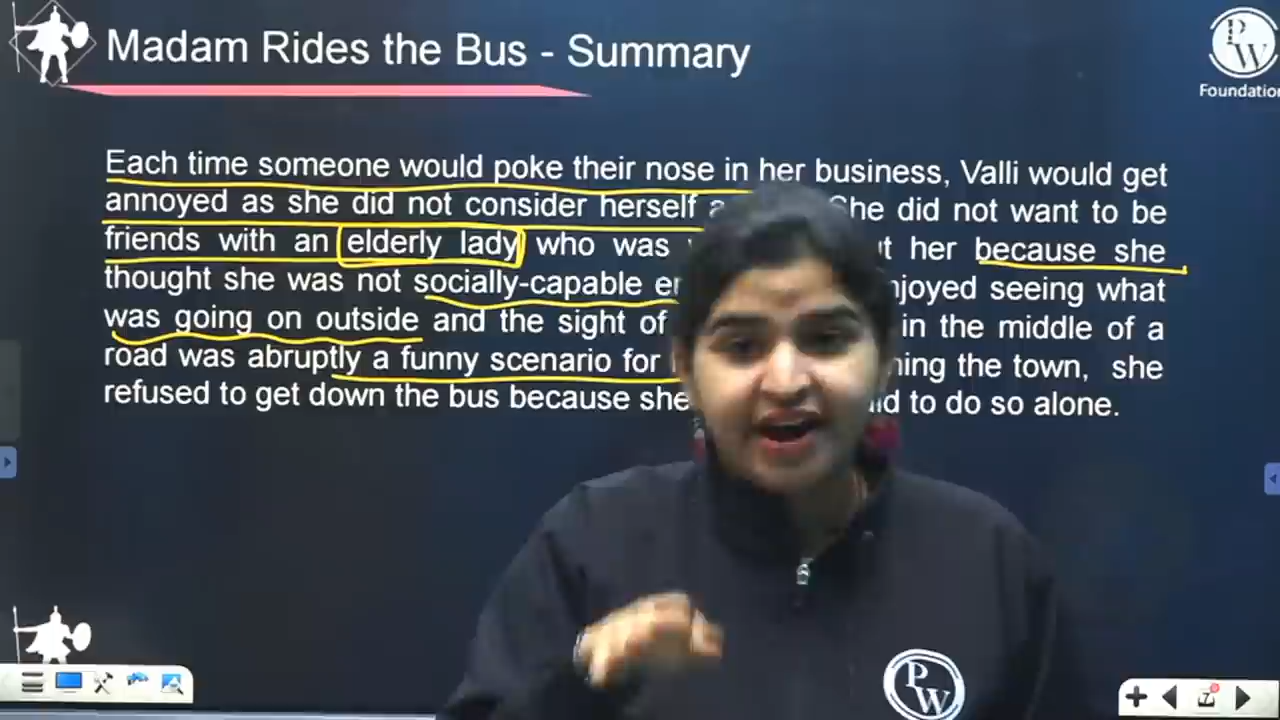 Madam Rides the Bus - Summary
PW
Foundation
Each time someone would poke their nose in her business, Valli would get
annoyed as she did not consider herself She did not want to be
friends with an elderly lady who was her because she
thought she was not socially-capable seeing what
was going on outside and the sight of in the middle of a
road was abruptly a funny scenario for the town, she
refused to get down the bus because she to do so alone.
PW